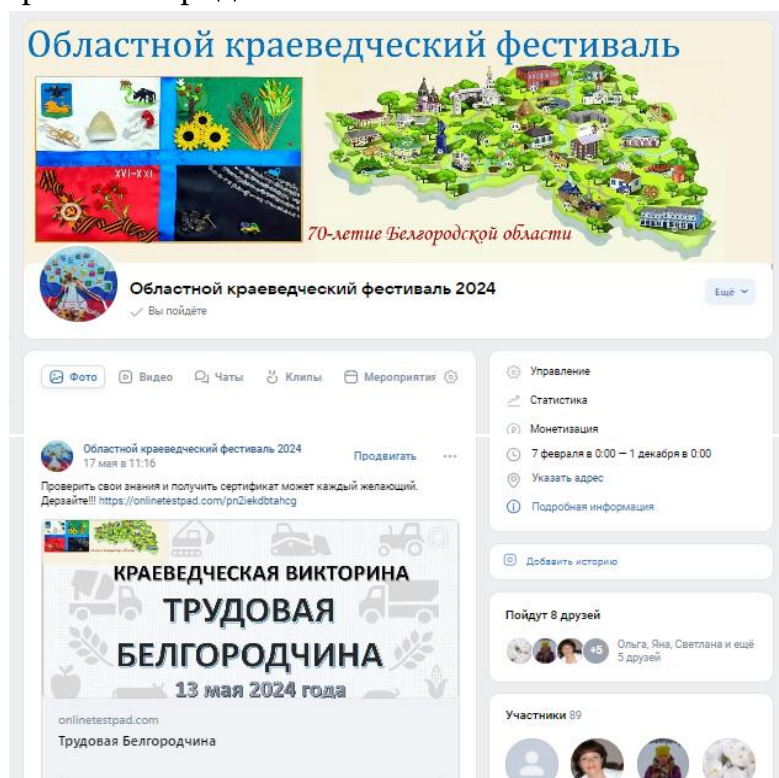 Областной краеведческий фестиваль
XVI-XXI
70-летие Белгородской области
Областной краеведческий фестиваль 2024
Вы пойдёте
Ещё
Фото Видео Чаты Клипы Мероприятия
Областной краеведческий фестиваль 2024
17 мая в 11:16
Продвигать
Проверить свои знания и получить сертификат может каждый желающий.
Дерзайте!!! https://onlinetestpad.com/pn2iekdbtahcg
КРАЕВЕДЧЕСКАЯ ВИКТОРИНА
ТРУДОВАЯ
БЕЛГОРОДЧИНА
13 мая 2024 года
onlinetestpad.com
Трудовая Белгородчина
Управление
Статистика
Монетизация
7 февраля в 0:00 — 1 декабря в 0:00
Указать адрес
Подробная информация
Добавить историю
Пойдут 8 друзей
+5
Ольга, Яна, Светлана и ещё
5 друзей
Участники 89